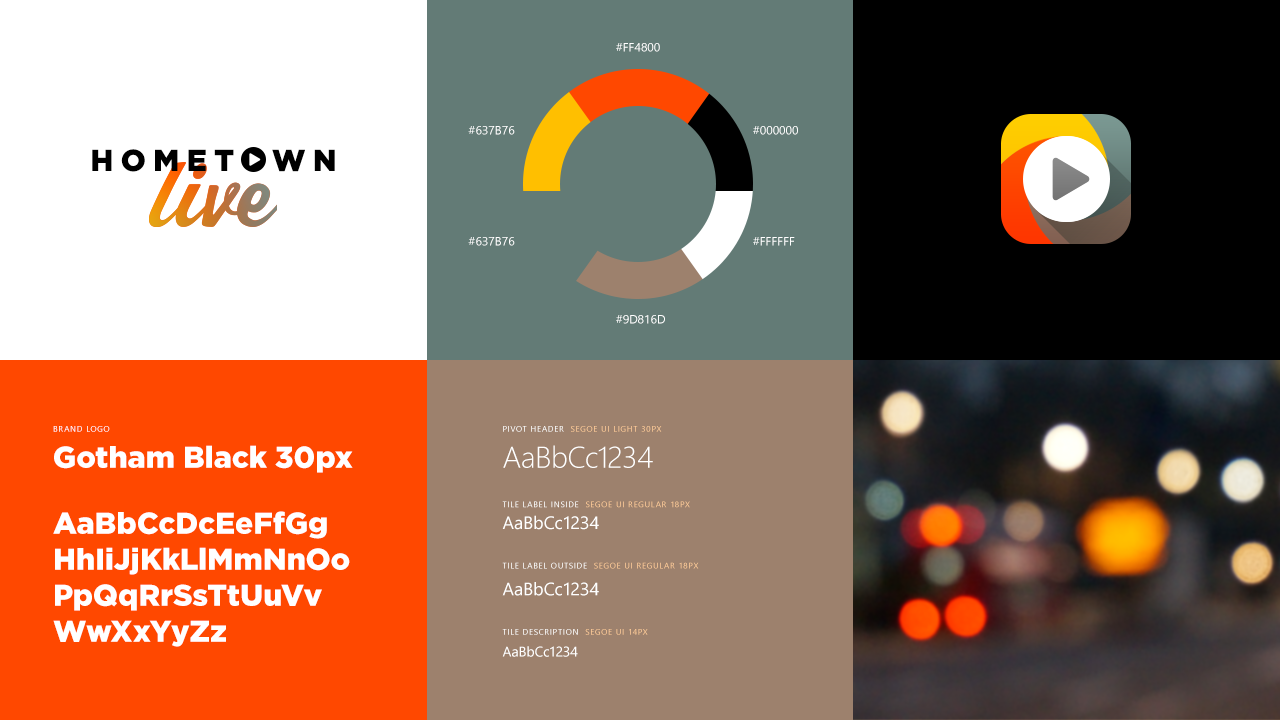 HOMETOWN
live
#FF4800
#637B76
#000000
#637B76
#FFFFFF
#9D816D
BRAND LOGO
Gotham Black 30px
AaBbCcDcEeFfGg
HhIiJjKkLlMmNnOo
PpQqRrSsTtUuVv
WwXxYyZz
PIVOT HEADER SEGOE UI LIGHT 30PX
AaBbCc1234
TILE LABEL INSIDE SEGOE UI REGULAR 18PX
AaBbCc1234
TILE LABEL OUTSIDE SEGOE UI REGULAR 18PX
AaBbCc1234
TILE DESCRIPTION SEGOE UI 14PX
AaBbCc1234